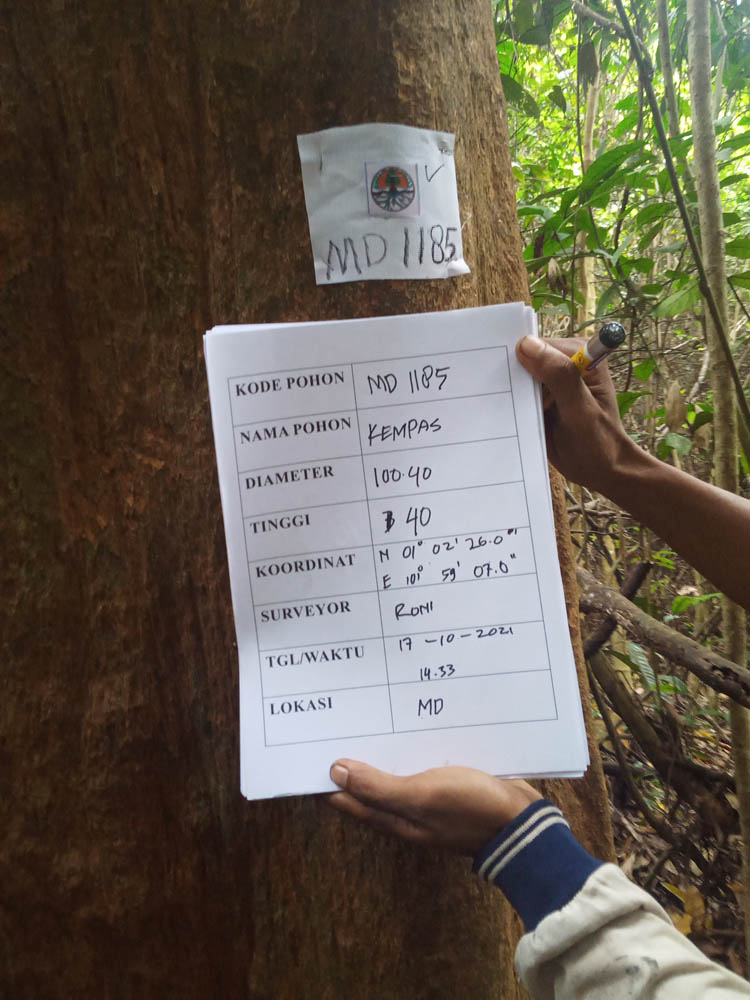 MD 1185
KODE POHON MD 1185
NAMA POHON KEMPAS
DIAMETER 100.40
TINGGI 40
KOORDINAT N 01° 02' 26.0"
E 101° 59' 07.0"
SURVEYOR RONI
TGL/WAKTU 17-10-2021
14.33
LOKASI MD